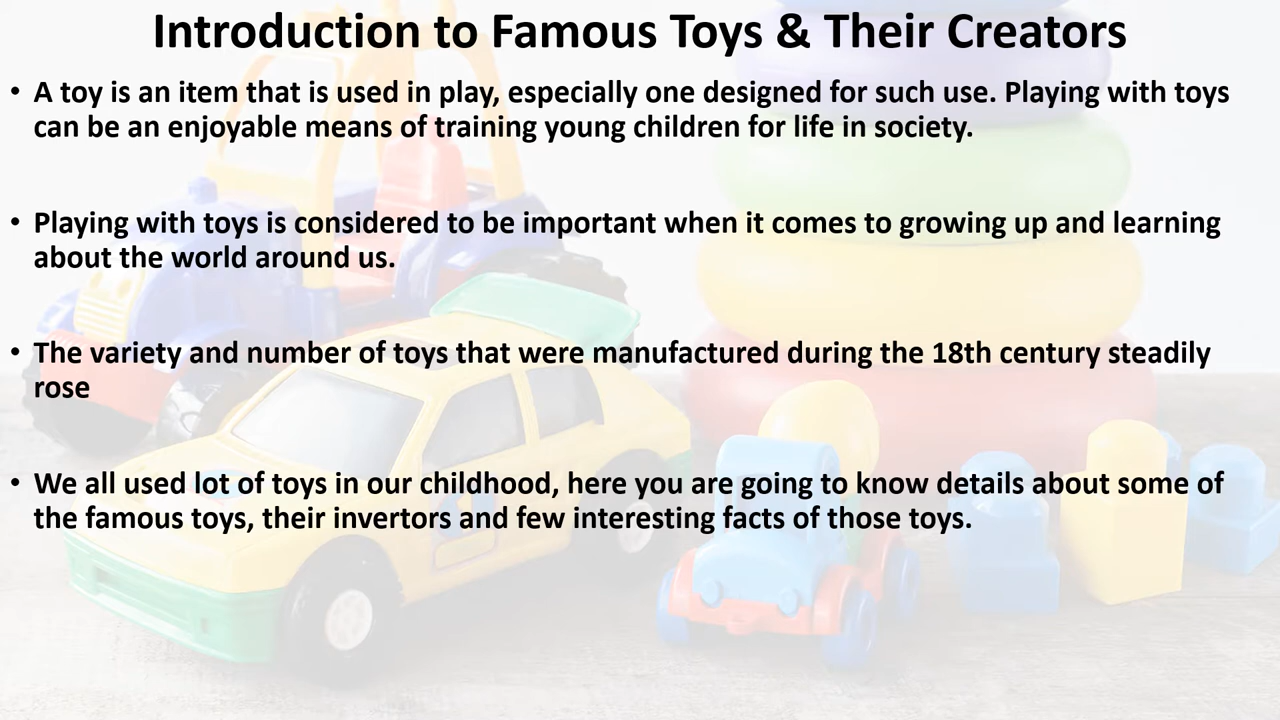 Introduction to Famous Toys & Their Creators
• A toy is an item that is used in play, especially one designed for such use. Playing with toys
can be an enjoyable means of training young children for life in society.
• Playing with toys is considered to be important when it comes to growing up and learning
about the world around us.
• The variety and number of toys that were manufactured during the 18th century steadily
rose
• We all used lot of toys in our childhood, here you are going to know details about some of
the famous toys, their invertors and few interesting facts of those toys.